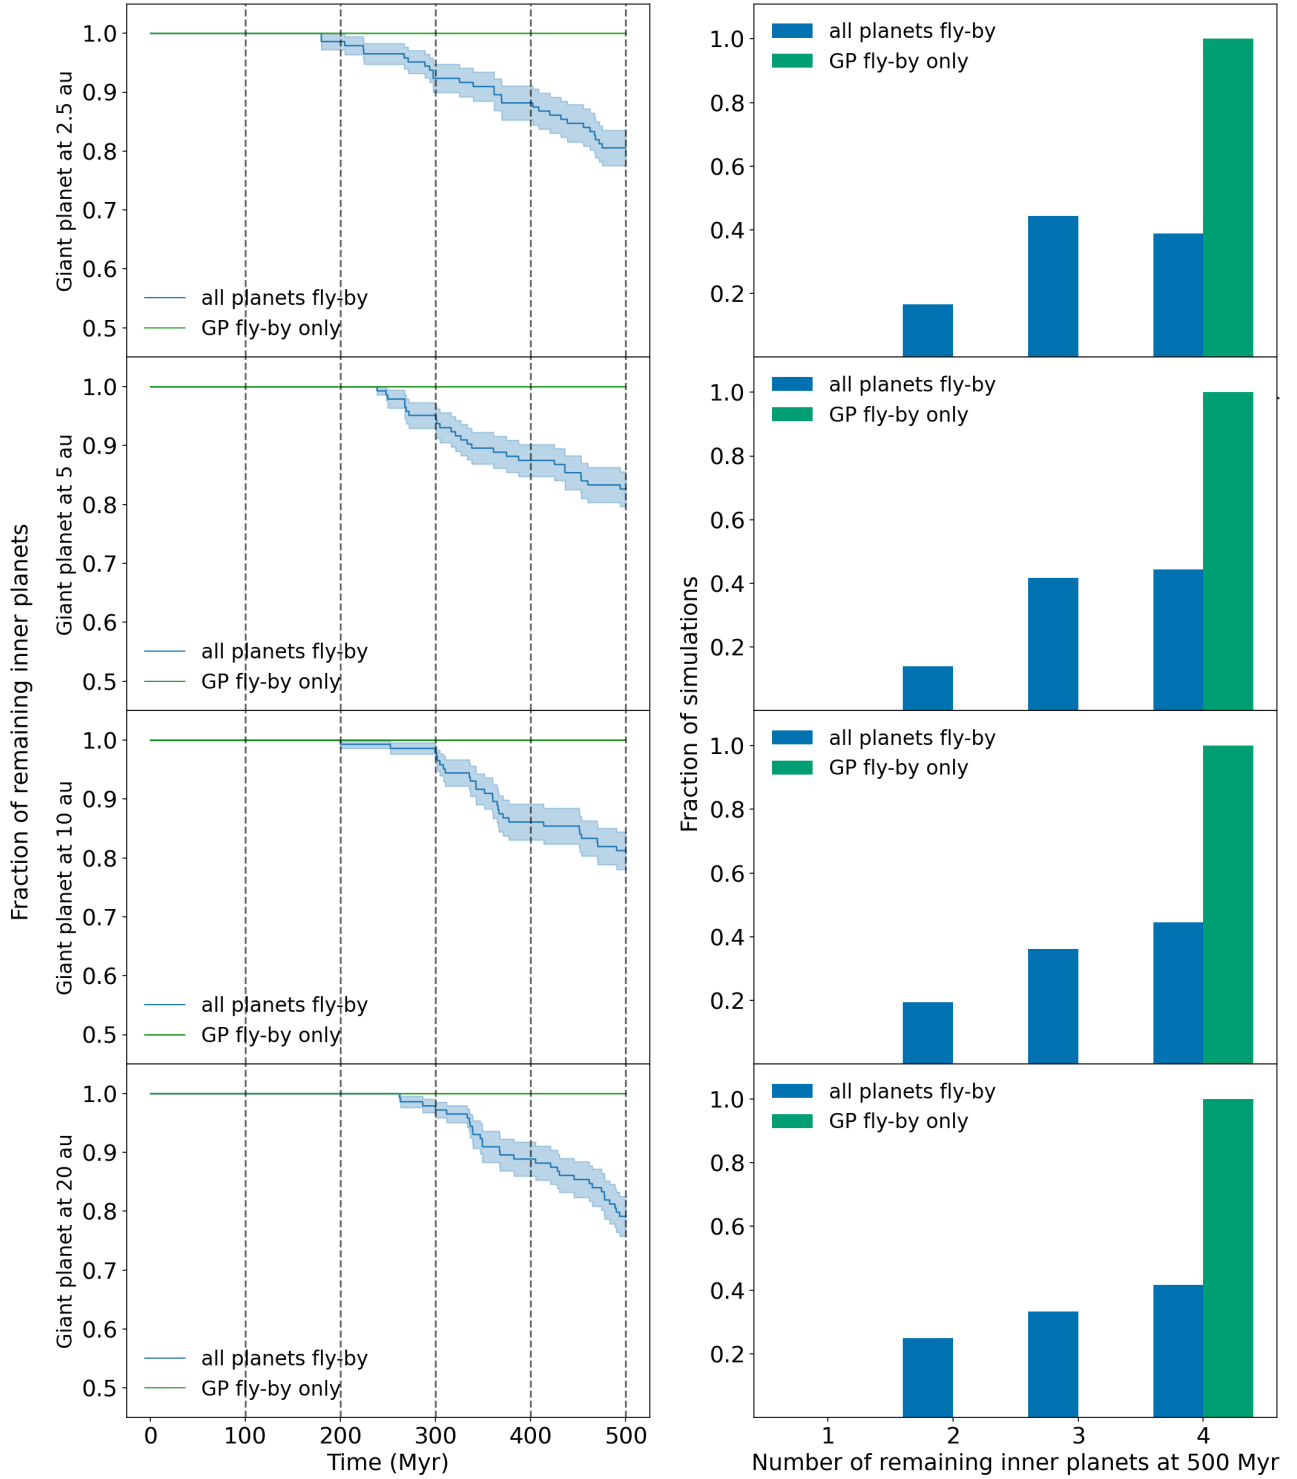 Fraction of remaining inner planets
Giant planet at 2.5 au
1.0
0.9
0.8
0.7
0.6
0.5
all planets fly-by
GP fly-by only
Giant planet at 5 au
1.0
0.9
0.8
0.7
0.6
0.5
all planets fly-by
GP fly-by only
Giant planet at 10 au
1.0
0.9
0.8
0.7
0.6
0.5
all planets fly-by
GP fly-by only
Giant planet at 20 au
1.0
0.9
0.8
0.7
0.6
0.5
all planets fly-by
GP fly-by only
0 100 200 300 400 500
Time (Myr)
Fraction of simulations
1.0
0.8
0.6
0.4
0.2
all planets fly-by
GP fly-by only
1.0
0.8
0.6
0.4
0.2
all planets fly-by
GP fly-by only
1.0
0.8
0.6
0.4
0.2
all planets fly-by
GP fly-by only
1.0
0.8
0.6
0.4
0.2
all planets fly-by
GP fly-by only
1 2 3 4
Number of remaining inner planets at 500 Myr